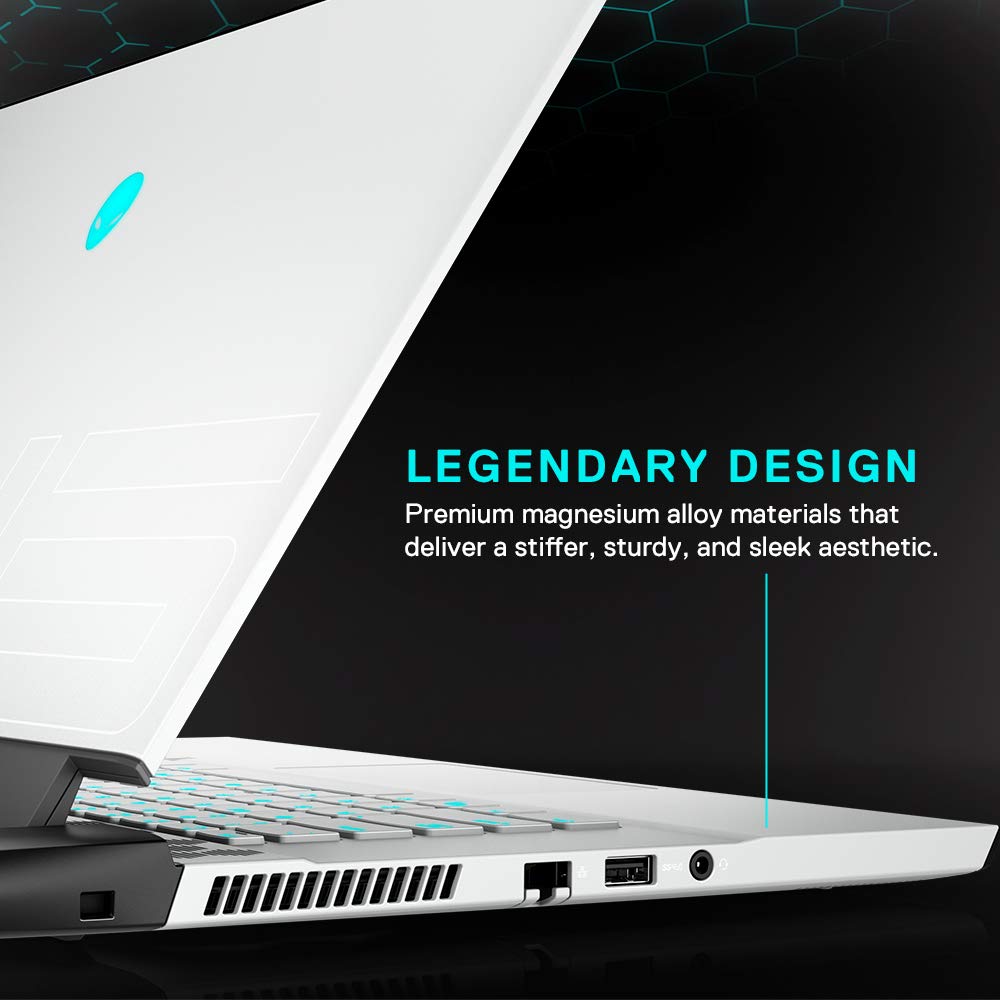 LEGENDARY DESIGN
Premium magnesium alloy materials that
deliver a stiffer, sturdy, and sleek aesthetic.